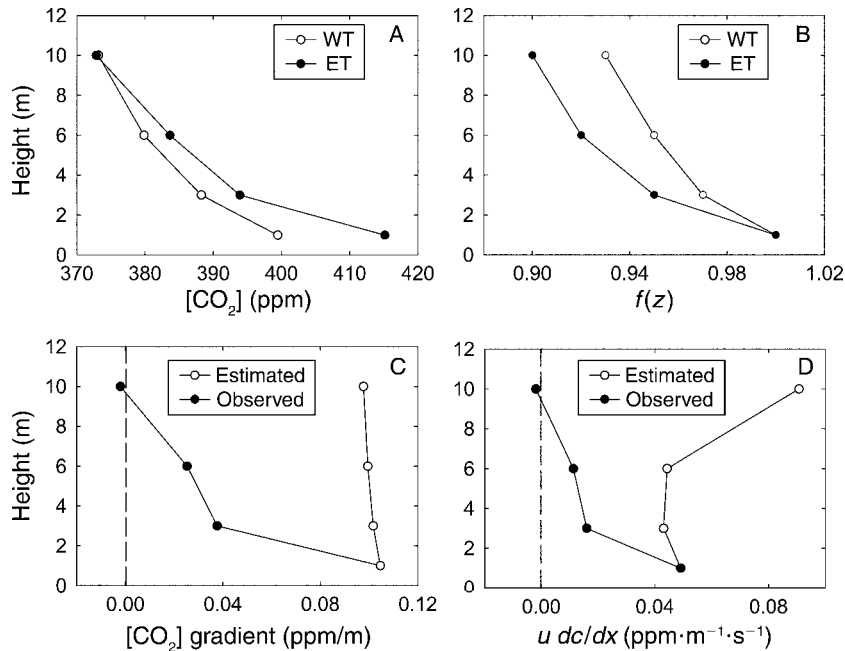 A
WT
ET
12
10
8
6
4
2
0
Height (m)
370 380 390 400 410 420
[CO₂] (ppm)
B
WT
ET
12
10
8
6
4
2
0
0.90 0.94 0.98 1.02
f(z)
C
Estimated
Observed
12
10
8
6
4
2
0
Height (m)
0.00 0.04 0.08 0.12
[CO₂] gradient (ppm/m)
D
Estimated
Observed
12
10
8
6
4
2
0
0.00 0.04 0.08
u dc/dx (ppm·m⁻¹·s⁻¹)